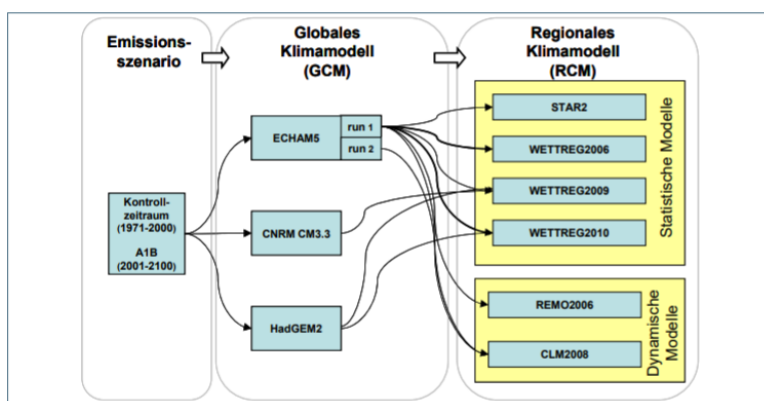 Emissions-
szenario
Globales
Klimamodell
(GCM)
Regionales
Klimamodell
(RCM)
Kontroll-
zeitraum
(1971-2000)
A1B
(2001-2100)
ECHAM5
run 1
run 2
CNRM CM3.3
HadGEM2
STAR2
WETTREG2006
WETTREG2009
WETTREG2010
Statistische Modelle
REMO2006
CLM2008
Dynamische
Modelle